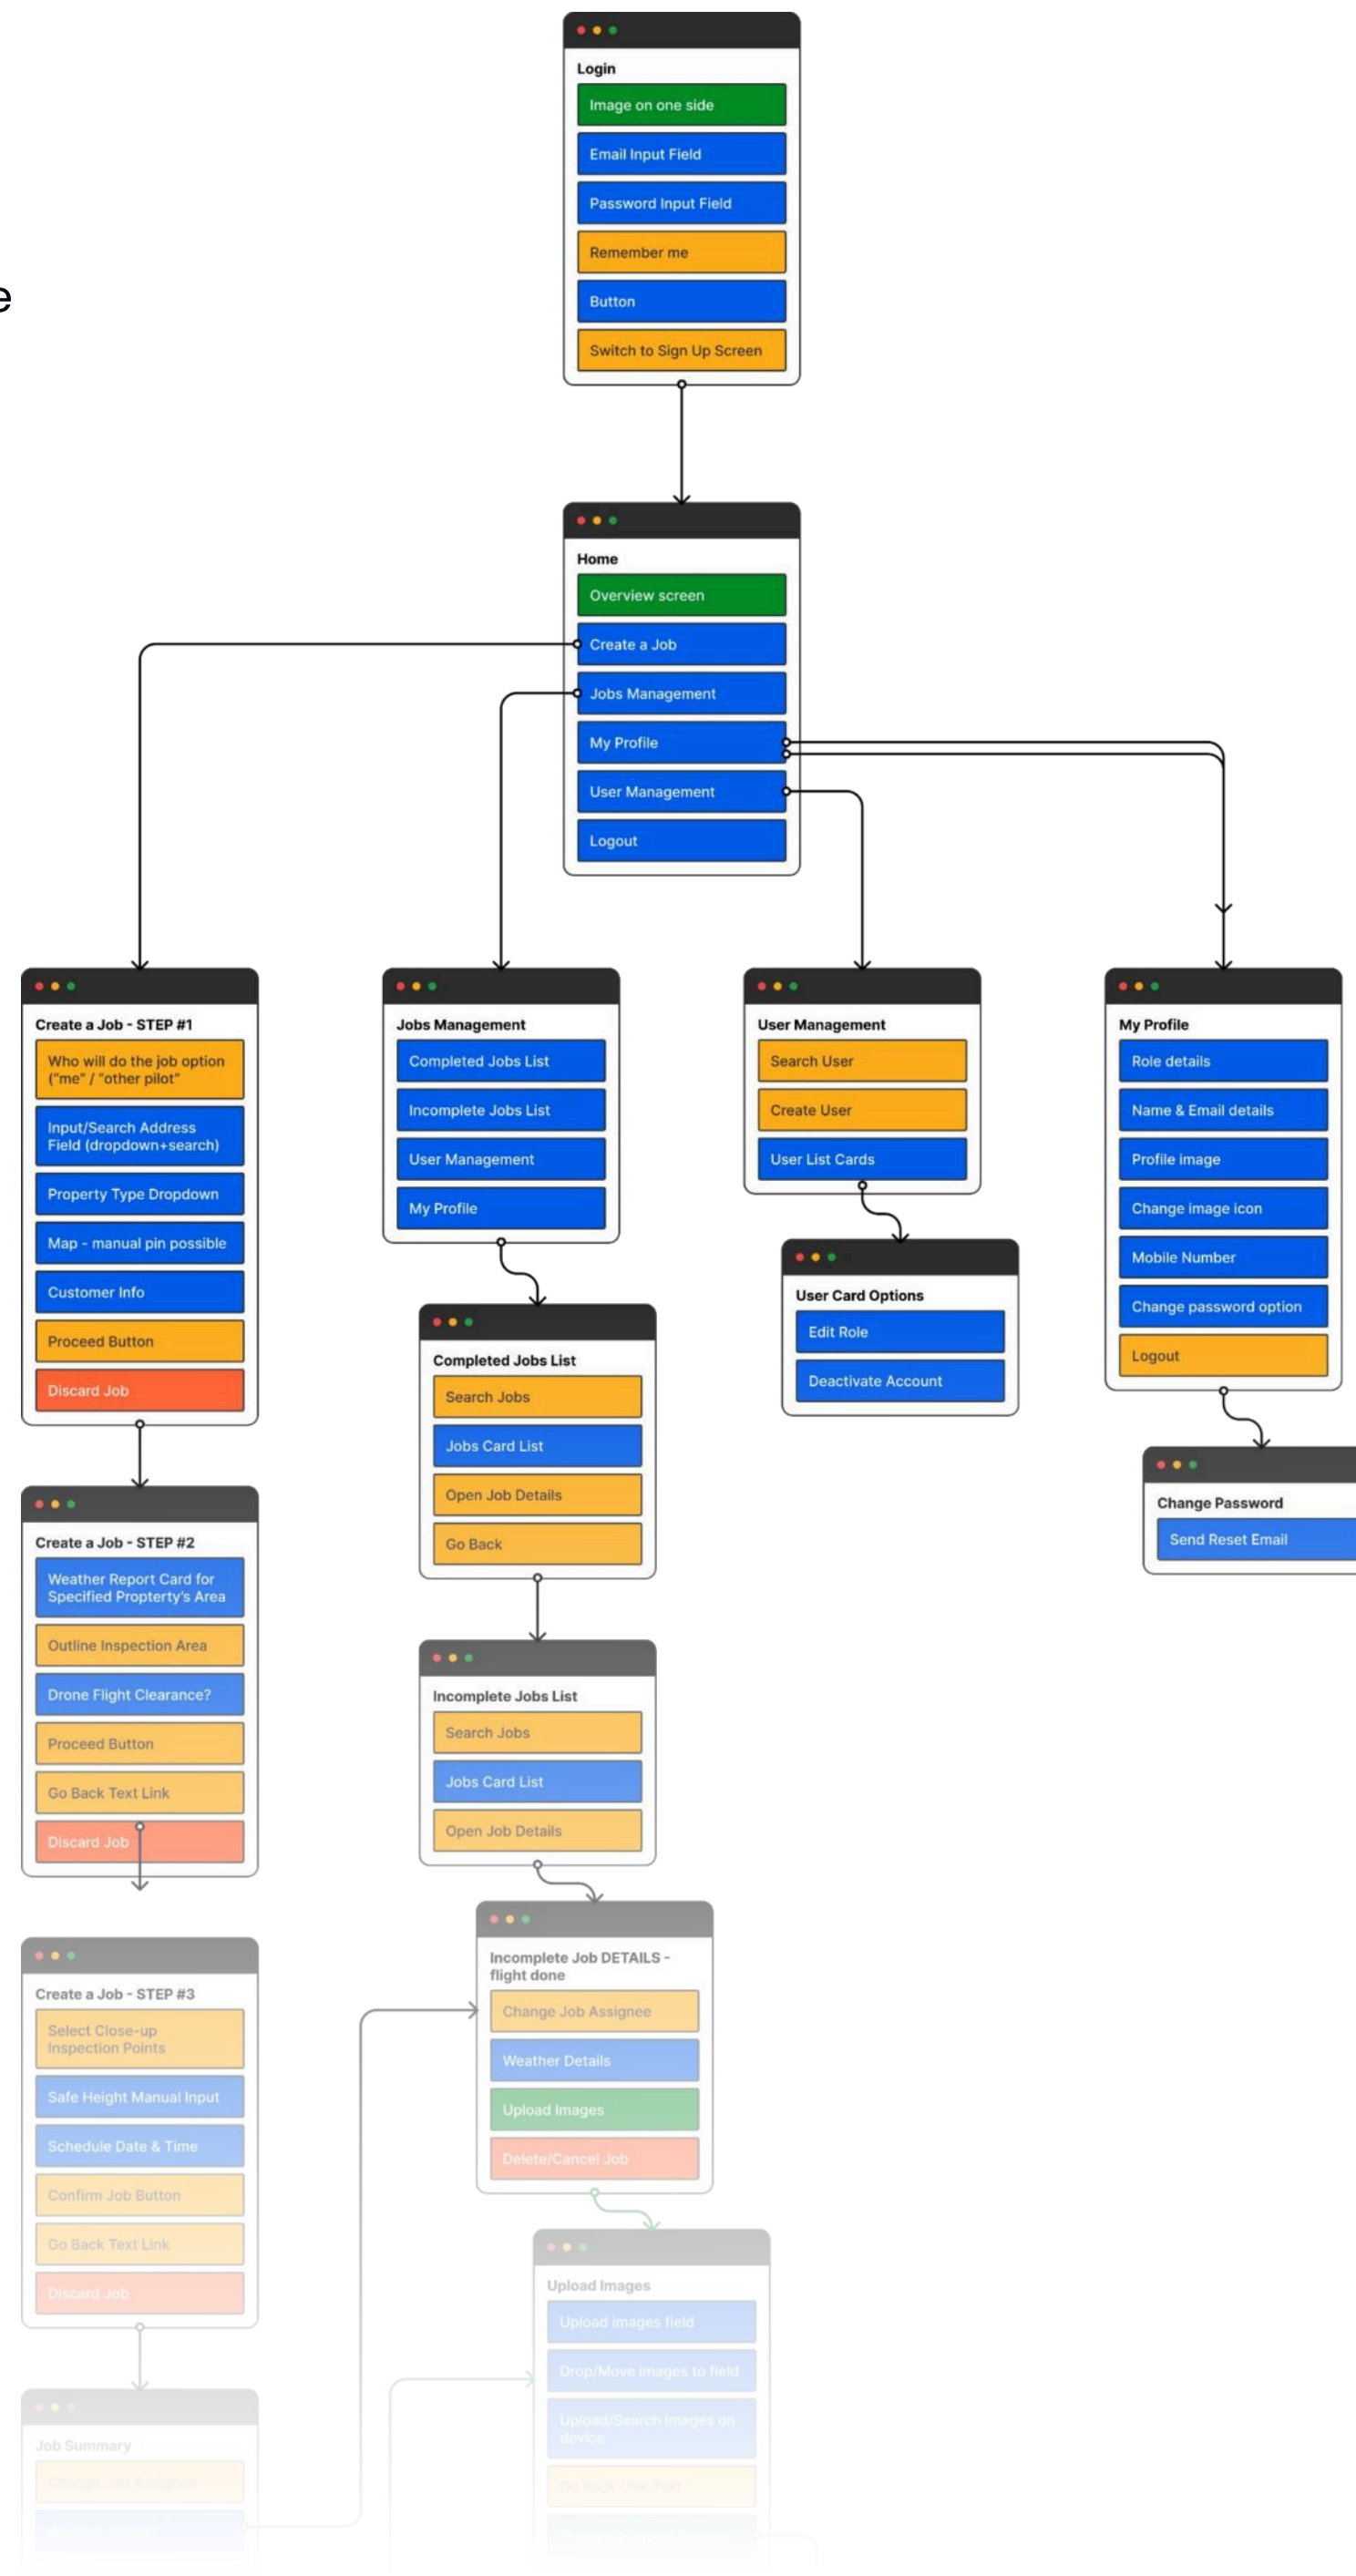 e
Login
Image on one side
Email Input Field
Password Input Field
Remember me
Button
Switch to Sign Up Screen
Home
Overview screen
Create a Job
Jobs Management
My Profile
User Management
Logout
Create a Job - STEP #1
Who will do the job option
("me" / "other pilot"
Input/Search Address
Field (dropdown+search)
Property Type Dropdown
Map - manual pin possible
Customer Info
Proceed Button
Discard Job
Jobs Management
Completed Jobs List
Incomplete Jobs List
User Management
My Profile
User Management
Search User
Create User
User List Cards
My Profile
Role details
Name & Email details
Profile image
Change image icon
Mobile Number
Change password option
Logout
User Card Options
Edit Role
Deactivate Account
Completed Jobs List
Search Jobs
Jobs Card List
Open Job Details
Go Back
Change Password
Send Reset Email
Create a Job - STEP #2
Weather Report Card for
Specified Propterty's Area
Outline Inspection Area
Drone Flight Clearance?
Proceed Button
Go Back Text Link
Discard Job
Incomplete Jobs List
Search Jobs
Jobs Card List
Open Job Details
Create a Job - STEP #3
Select Close-up
Inspection Points
Safe Height Manual Input
Schedule Date & Time
Confirm Job Button
Go Back Text Link
Discard Job
Incomplete Job DETAILS -
flight done
Change Job Assignee
Weather Details
Upload Images
Delete/Cancel Job
Upload Images
Upload images field
Drop/Move images to field
Upload/Search Images on
device
Go Back Link Text
Job Summary
Change Job Assignee
Weather Details